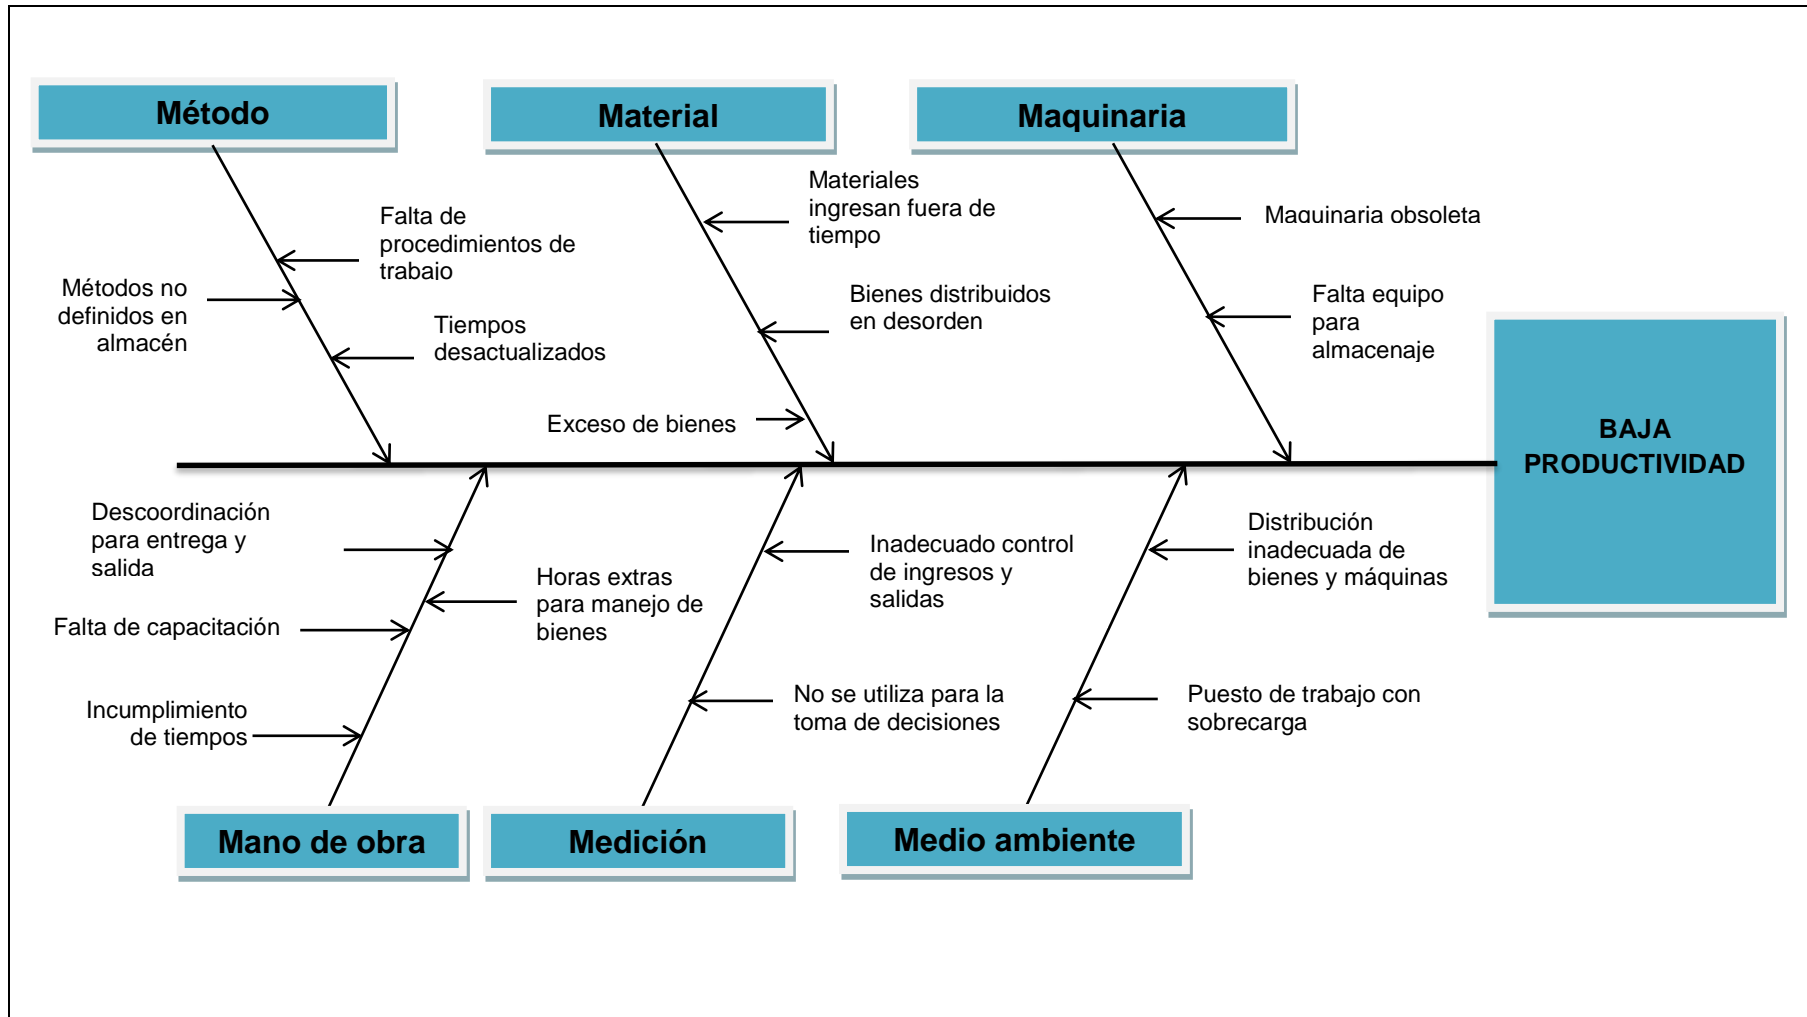 Método
Material
Maquinaria
Falta de
procedimientos de
trabajo
Métodos no
definidos en
almacén
Tiempos
desactualizados
Materiales
ingresan fuera de
tiempo
Bienes distribuidos
en desorden
Exceso de bienes
Maquinaria obsoleta
Falta equipo
para
almacenaje
BAJA
PRODUCTIVIDAD
Descoordinación
para entrega y
salida
Horas extras
para manejo de
bienes
Falta de capacitación
Incumplimiento
de tiempos
Inadecuado control
de ingresos y
salidas
No se utiliza para la
toma de decisiones
Distribución
inadecuada de
bienes y máquinas
Puesto de trabajo con
sobrecarga
Mano de obra
Medición
Medio ambiente